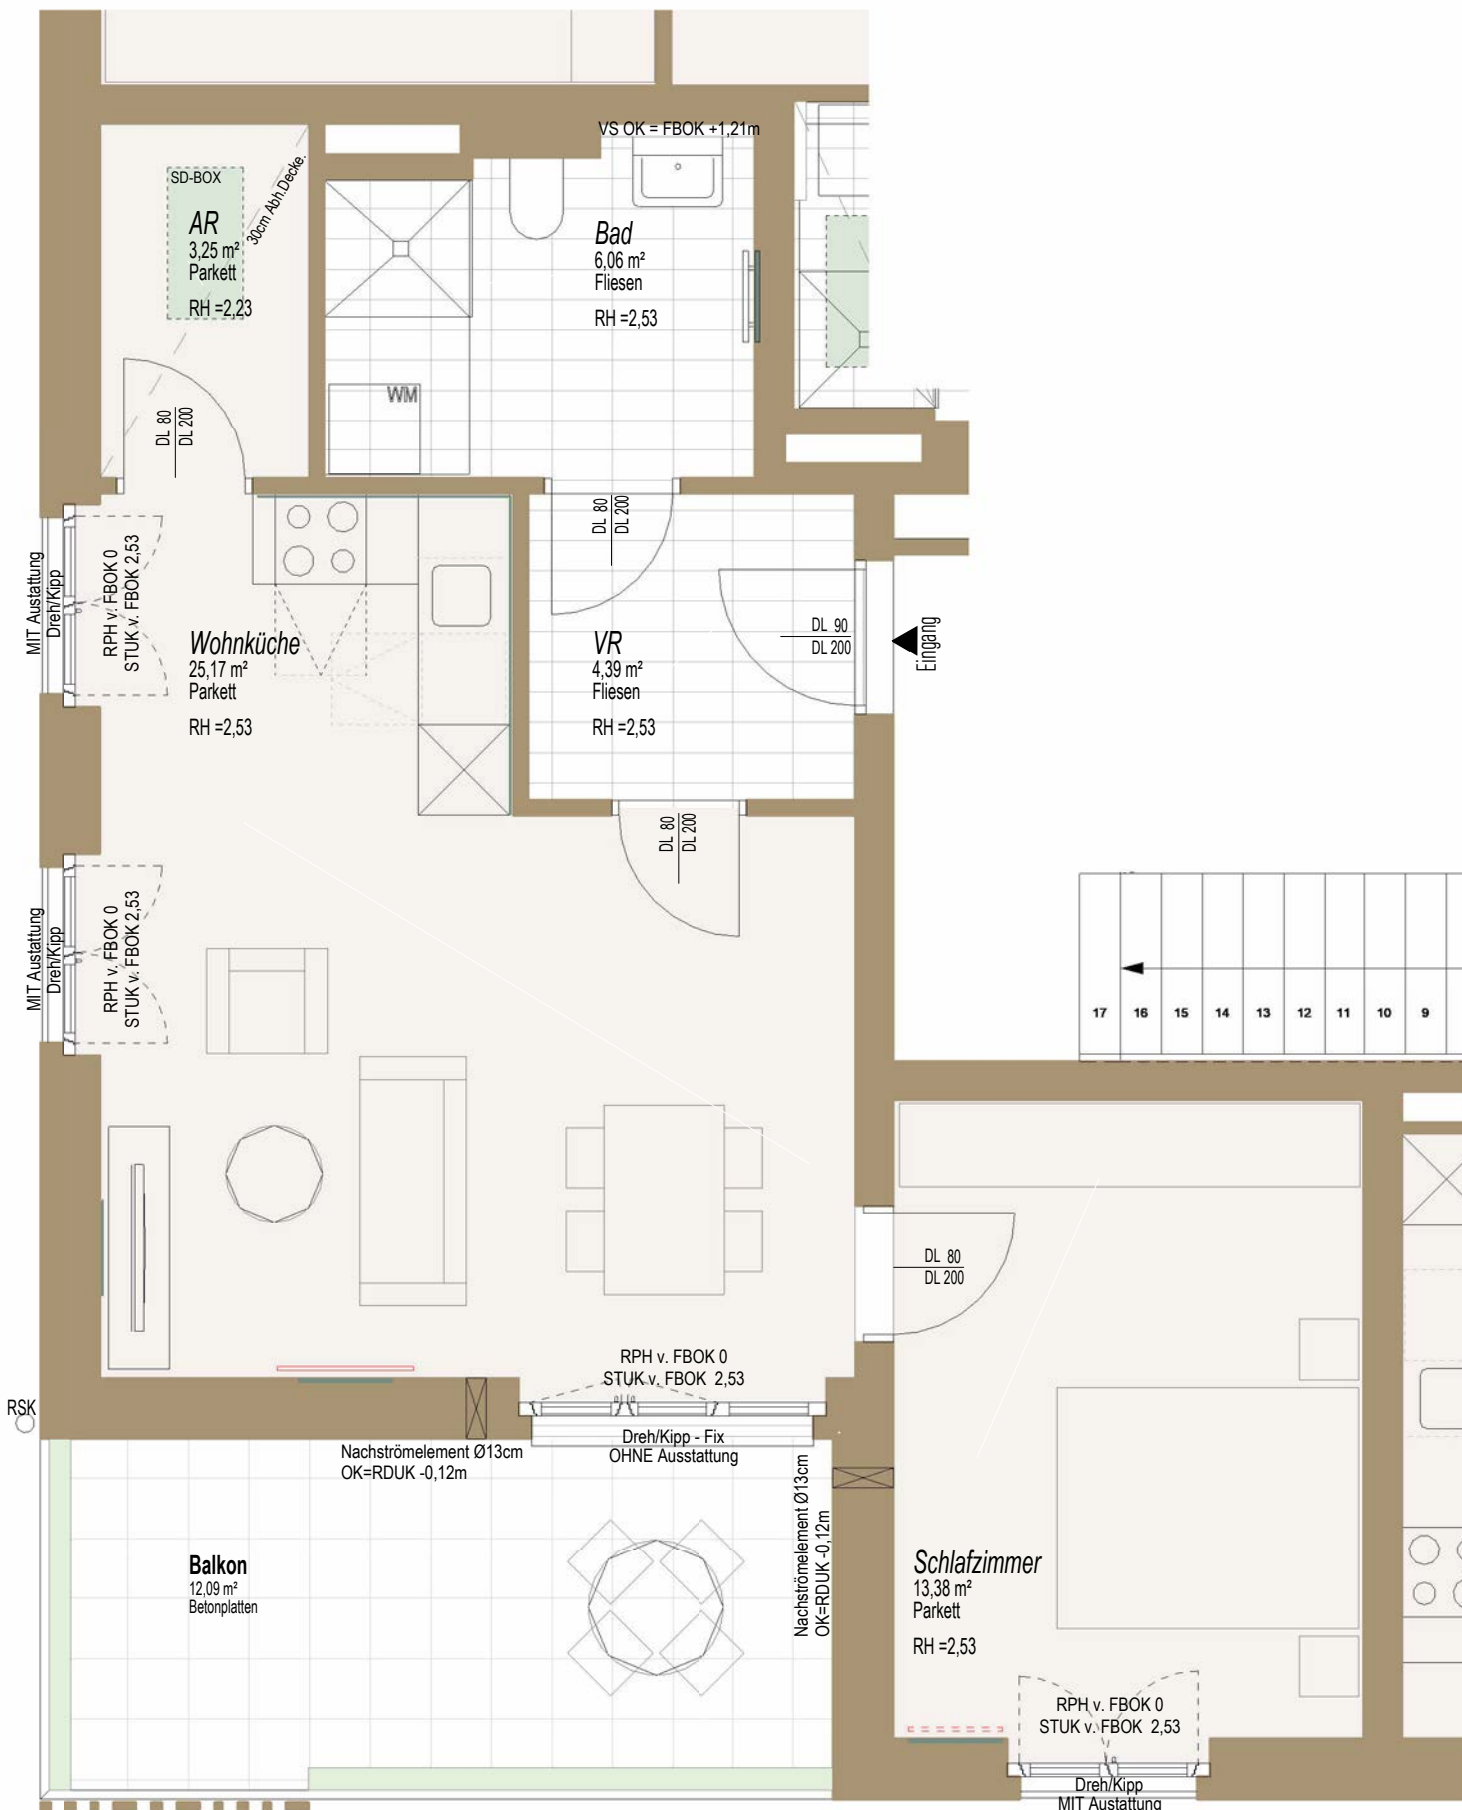 VS OK = FBOK +1,21m
SD-BOX
30cm Abh.Decke.
AR
3,25 m²
Parkett
RH =2,23
Bad
6,06 m²
Fliesen
RH =2,53
WM
DL 80
DL 200
DL 80
DL 200
MIT Austattung
Dreh/Kipp
RPH v. FBOK 0
STUK v. FBOK 2,53
Wohnküche
25,17 m²
Parkett
RH =2,53
VR
4,39 m²
Fliesen
RH =2,53
DL 90
DL 200
Eingang
DL 80
DL 200
MIT Austattung
Dreh/Kipp
RPH v. FBOK 0
STUK v. FBOK 2,53
17 16 15 14 13 12 11 10 9
DL 80
DL 200
RPH v. FBOK 0
STUK v. FBOK 2,53
RSK
Dreh/Kipp - Fix
OHNE Ausstattung
Nachströmelement Ø13cm
OK=RDUK -0,12m
Nachströmelement Ø13cm
OK=RDUK -0,12m
Balkon
12,09 m²
Betonplatten
Schlafzimmer
13,38 m²
Parkett
RH =2,53
RPH v. FBOK 0
STUK v. FBOK 2,53
Dreh/Kipp
MIT Austattung